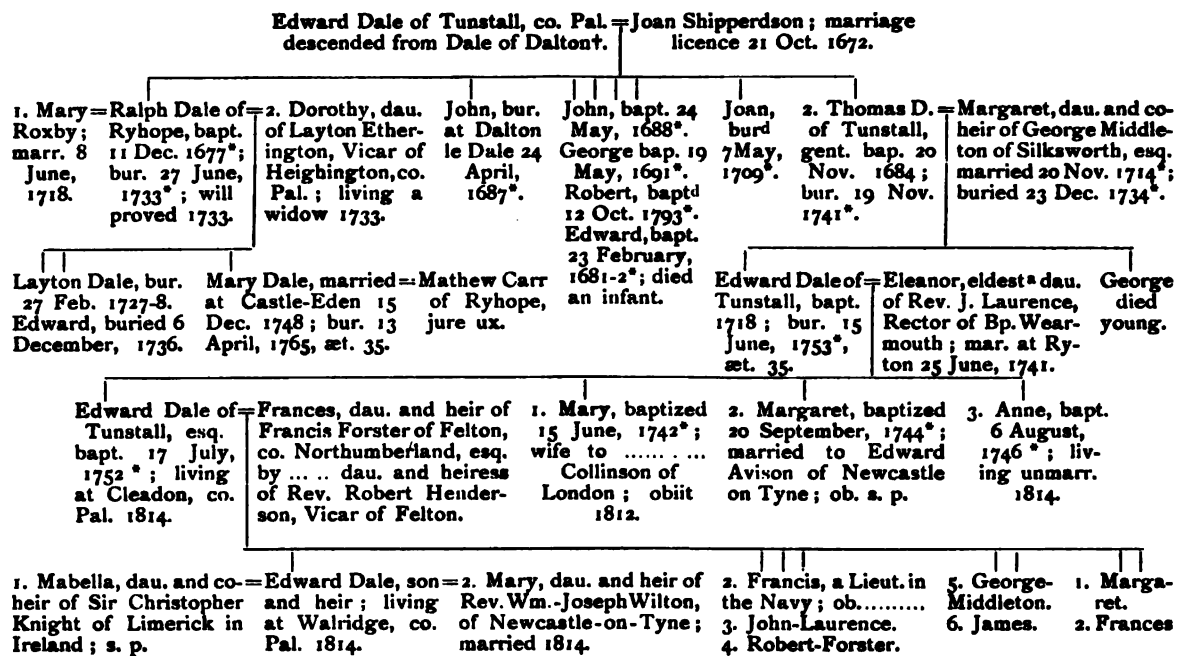 Edward Dale of Tunstall, co. Pal. = Joan Shipperdson ; marriage
descended from Dale of Dalton†. licence 21 Oct. 1672.
1. Mary=
Roxby;
marr. 8
June,
1718.
Ralph Dale of=
Ryhope, bapt.
11 Dec. 1677*;
bur. 27 June,
1733*; will
proved 1733.
2. Dorothy, dau.
of Layton Ether-
ington, Vicar of
Heighington, co.
Pal.; living a
widow 1733.
John, bur.
at Dalton
le Dale 24
April,
1687*.
John, bapt. 24
May, 1688*.
George bap. 19
May, 1691*.
Robert, baptd
12 Oct. 1793*.
Edward, bapt.
23 February,
1681-2*; died
an infant.
Joan,
burd
7 May,
1709*.
2. Thomas D.=
of Tunstall,
gent. bap. 20
Nov. 1684;
bur. 19 Nov.
1741*.
Margaret, dau. and co-
heir of George Middle-
ton of Silksworth, esq.
married 20 Nov. 1714*;
buried 23 Dec. 1734*.
Layton Dale, bur.
27 Feb. 1727-8.
Edward, buried 6
December, 1736.
Mary Dale, married=
at Castle-Eden 15
Dec. 1748; bur. 13
April, 1765, æt. 35.
Mathew Carr
of Ryhope,
jure ux.
Edward Dale of=
Tunstall, bapt.
1718; bur. 15
June, 1753*,
æt. 35.
Eleanor, eldest a dau.
of Rev. J. Laurence,
Rector of Bp. Wear-
mouth; mar. at Ry-
ton 25 June, 1741.
George
died
young.
Edward Dale of=
Tunstall, esq.
bapt. 17 July,
1752 *; living
at Cleadon, co.
Pal. 1814.
Frances, dau. and heir of
Francis Forster of Felton,
co. Northumberland, esq.
by ... .. dau. and heiress
of Rev. Robert Hender-
son, Vicar of Felton.
1. Mary, baptized
15 June, 1742*;
wife to ...... . ...
Collinson of
London; obiit
1812.
2. Margaret, baptized
20 September, 1744*;
married to Edward
Avison of Newcastle
on Tyne; ob. s. p.
3. Anne, bapt.
6 August,
1746 *; liv-
ing unmarr.
1814.
1. Mabella, dau. and co-=
heir of Sir Christopher
Knight of Limerick in
Ireland; s. p.
Edward Dale, son=
and heir; living
at Walridge, co.
Pal. 1814.
2. Mary, dau. and heir of
Rev. Wm.-Joseph Wilton,
of Newcastle-on-Tyne;
married 1814.
2. Francis, a Lieut. in
the Navy; ob..........
3. John-Laurence.
4. Robert-Forster.
5. George-
Middleton.
6. James.
1. Marga-
ret.
2. Frances